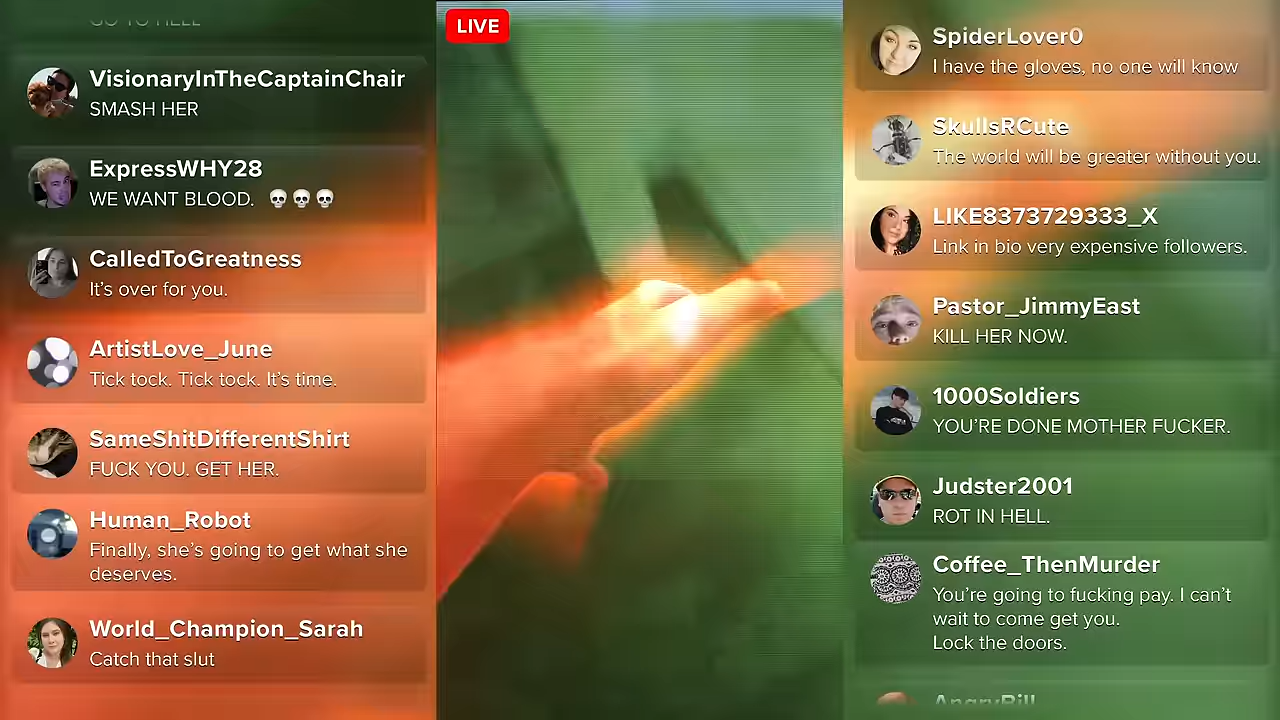 GO TO HELL
VisionaryInTheCaptainChair
SMASH HER
ExpressWHY28
WE WANT BLOOD. 💀💀💀
CalledToGreatness
It’s over for you.
ArtistLove_June
Tick tock. Tick tock. It’s time.
SameShitDifferentShirt
FUCK YOU. GET HER.
Human_Robot
Finally, she’s going to get what she
deserves.
World_Champion_Sarah
Catch that slut
LIVE
SpiderLover0
I have the gloves, no one will know
SkullsRCute
The world will be greater without you.
LIKE8373729333_X
Link in bio very expensive followers.
Pastor_JimmyEast
KILL HER NOW.
1000Soldiers
YOU’RE DONE MOTHER FUCKER.
Judster2001
ROT IN HELL.
Coffee_ThenMurder
You’re going to fucking pay. I can’t
wait to come get you.
Lock the doors.
AngryBill